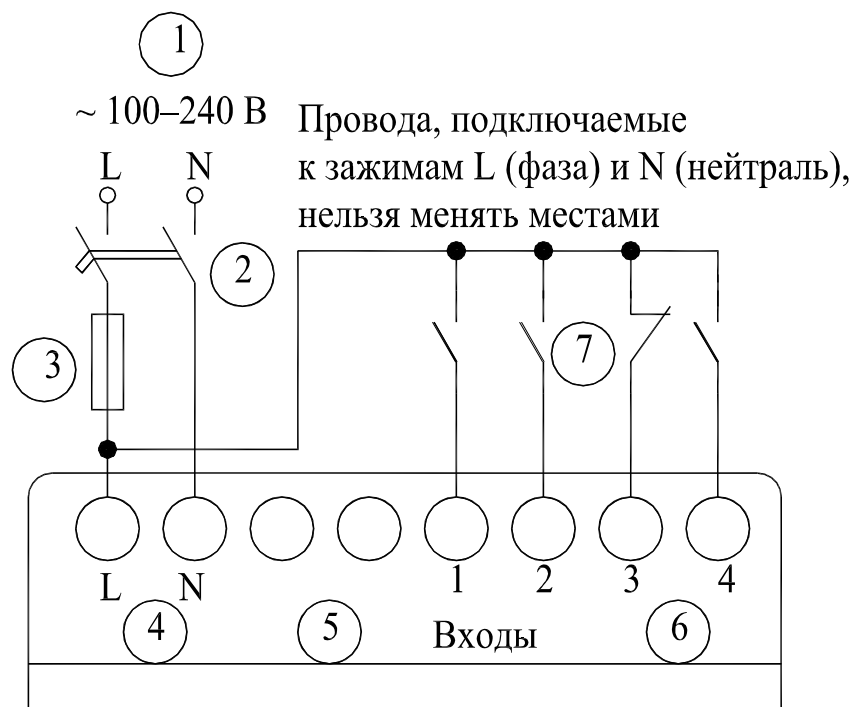 1
~ 100–240 В
Провода, подключаемые
к зажимам L (фаза) и N (нейтраль),
нельзя менять местами
L N
2
3
7
1 2 3 4
L N
4 5 Входы 6